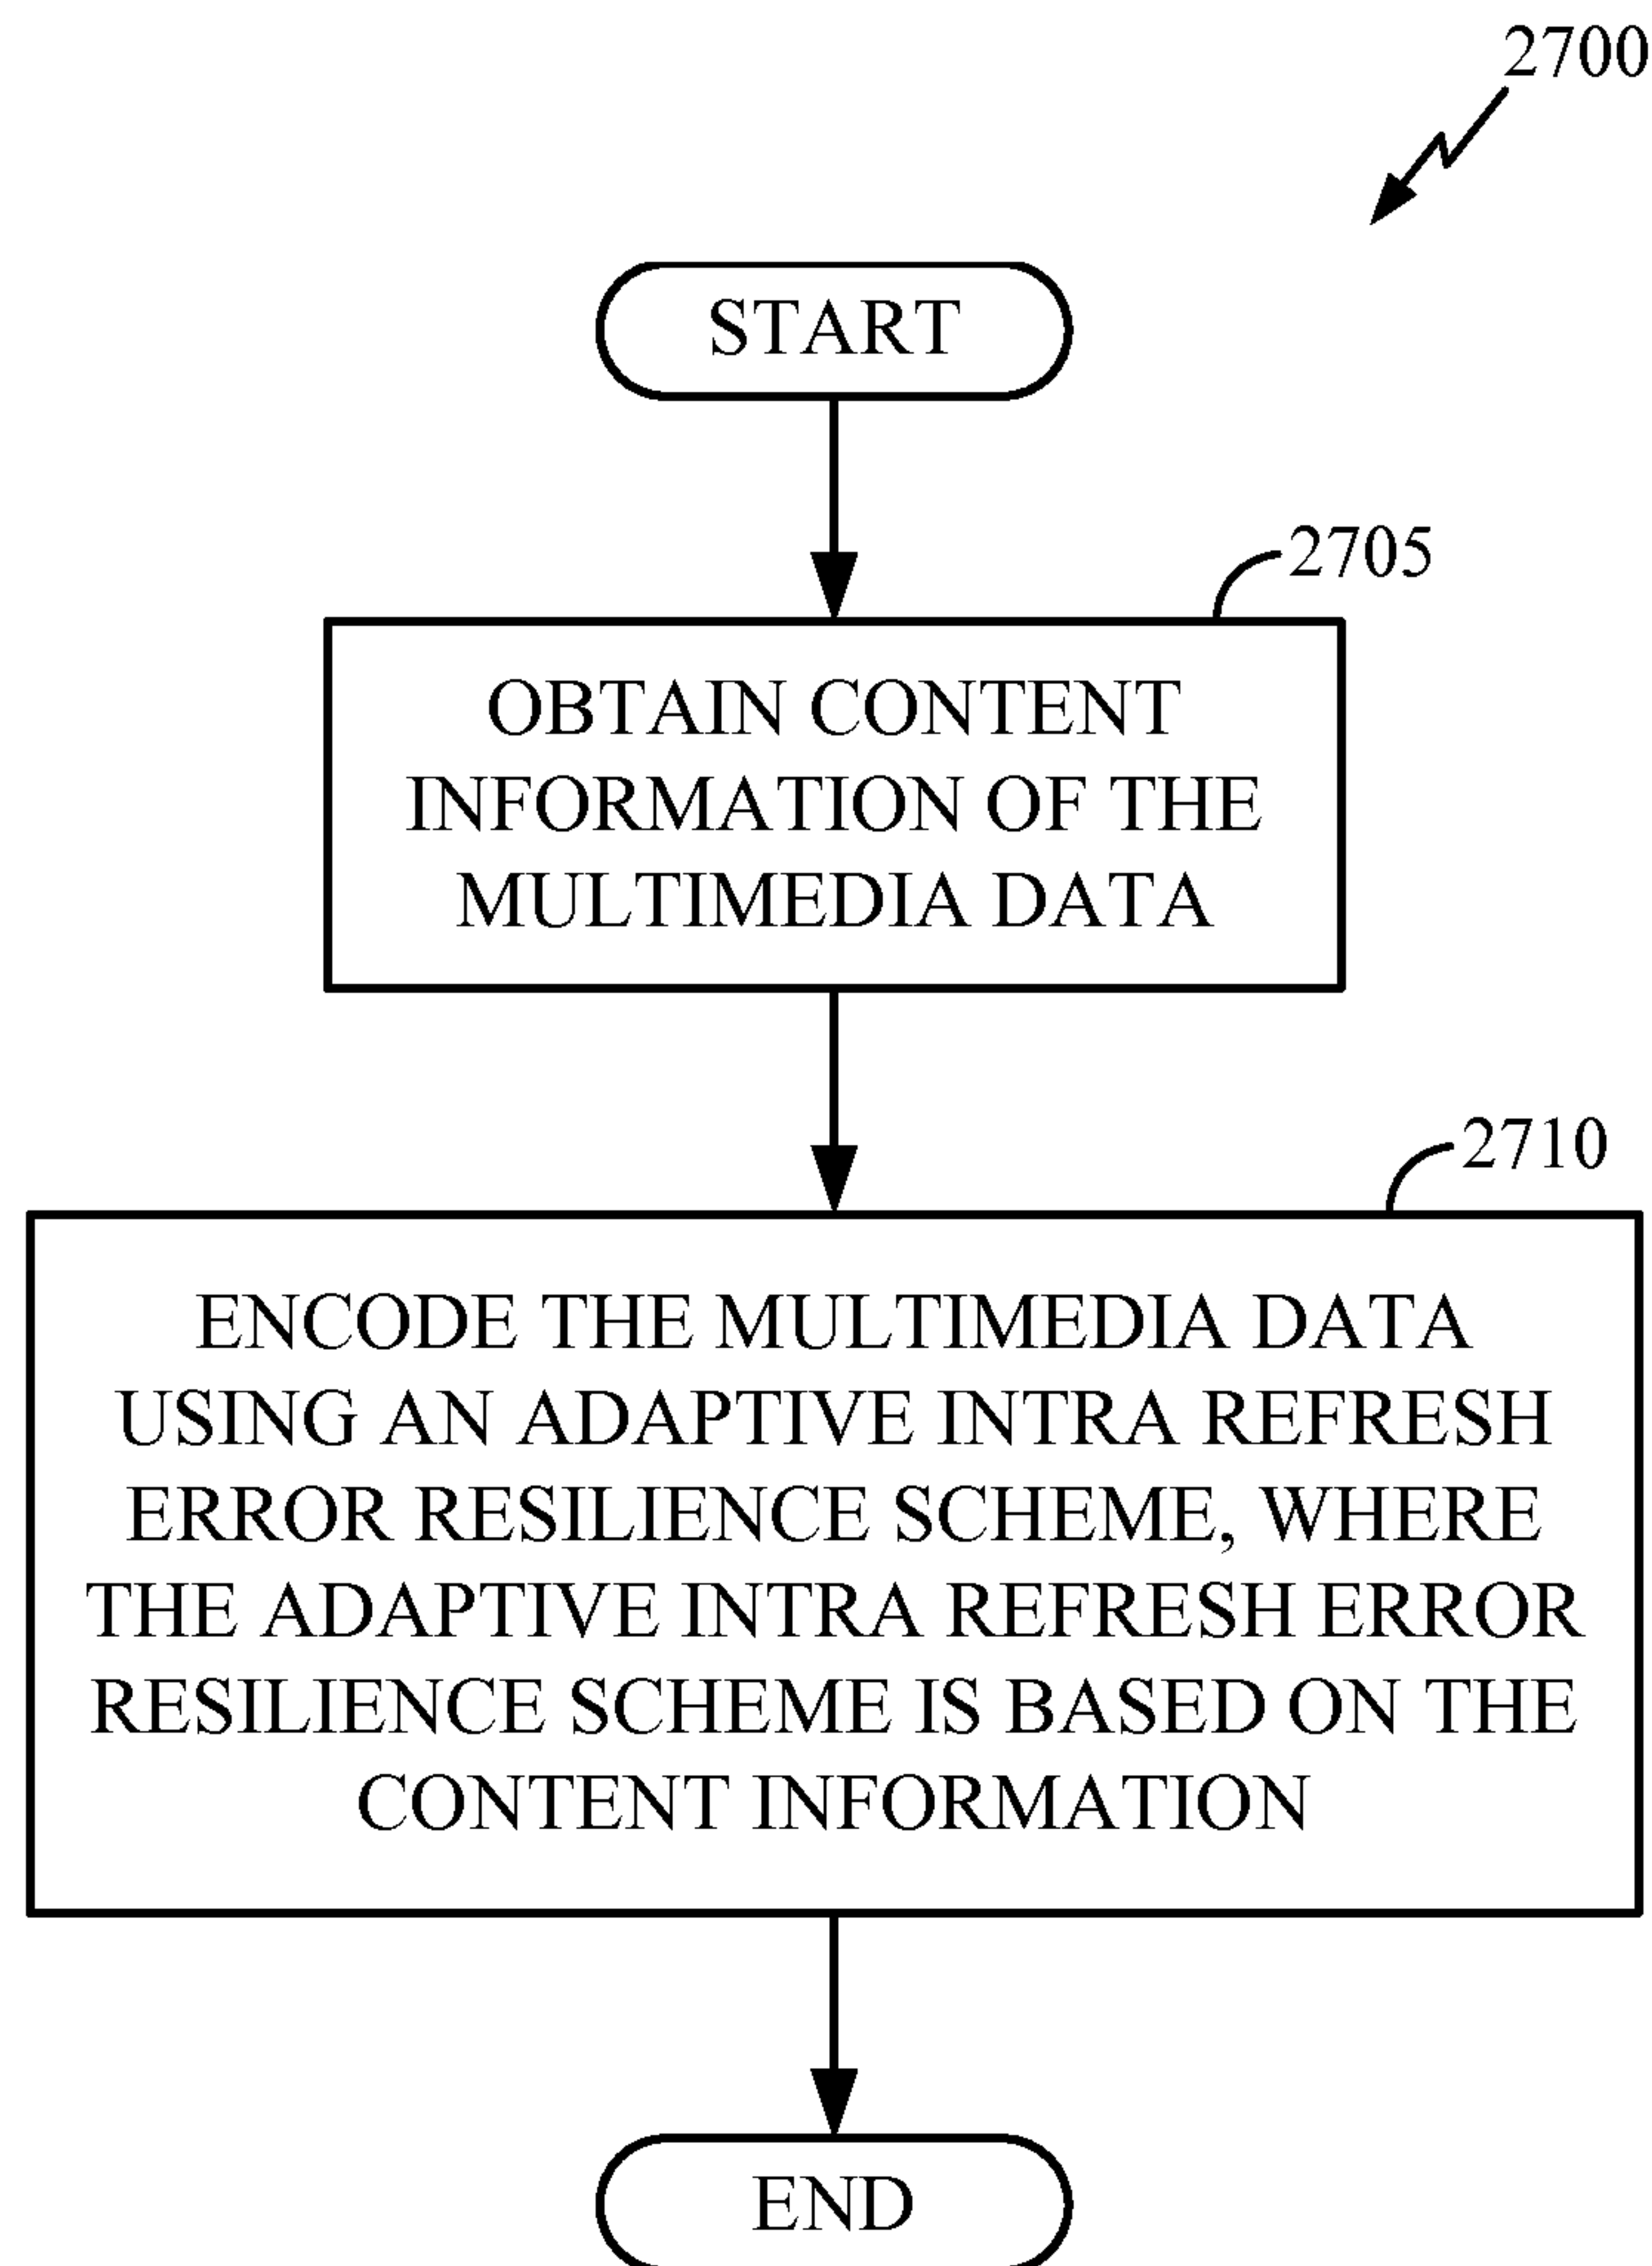 2700
START
2705
OBTAIN CONTENT
INFORMATION OF THE
MULTIMEDIA DATA
2710
ENCODE THE MULTIMEDIA DATA
USING AN ADAPTIVE INTRA REFRESH
ERROR RESILIENCE SCHEME, WHERE
THE ADAPTIVE INTRA REFRESH ERROR
RESILIENCE SCHEME IS BASED ON THE
CONTENT INFORMATION
END